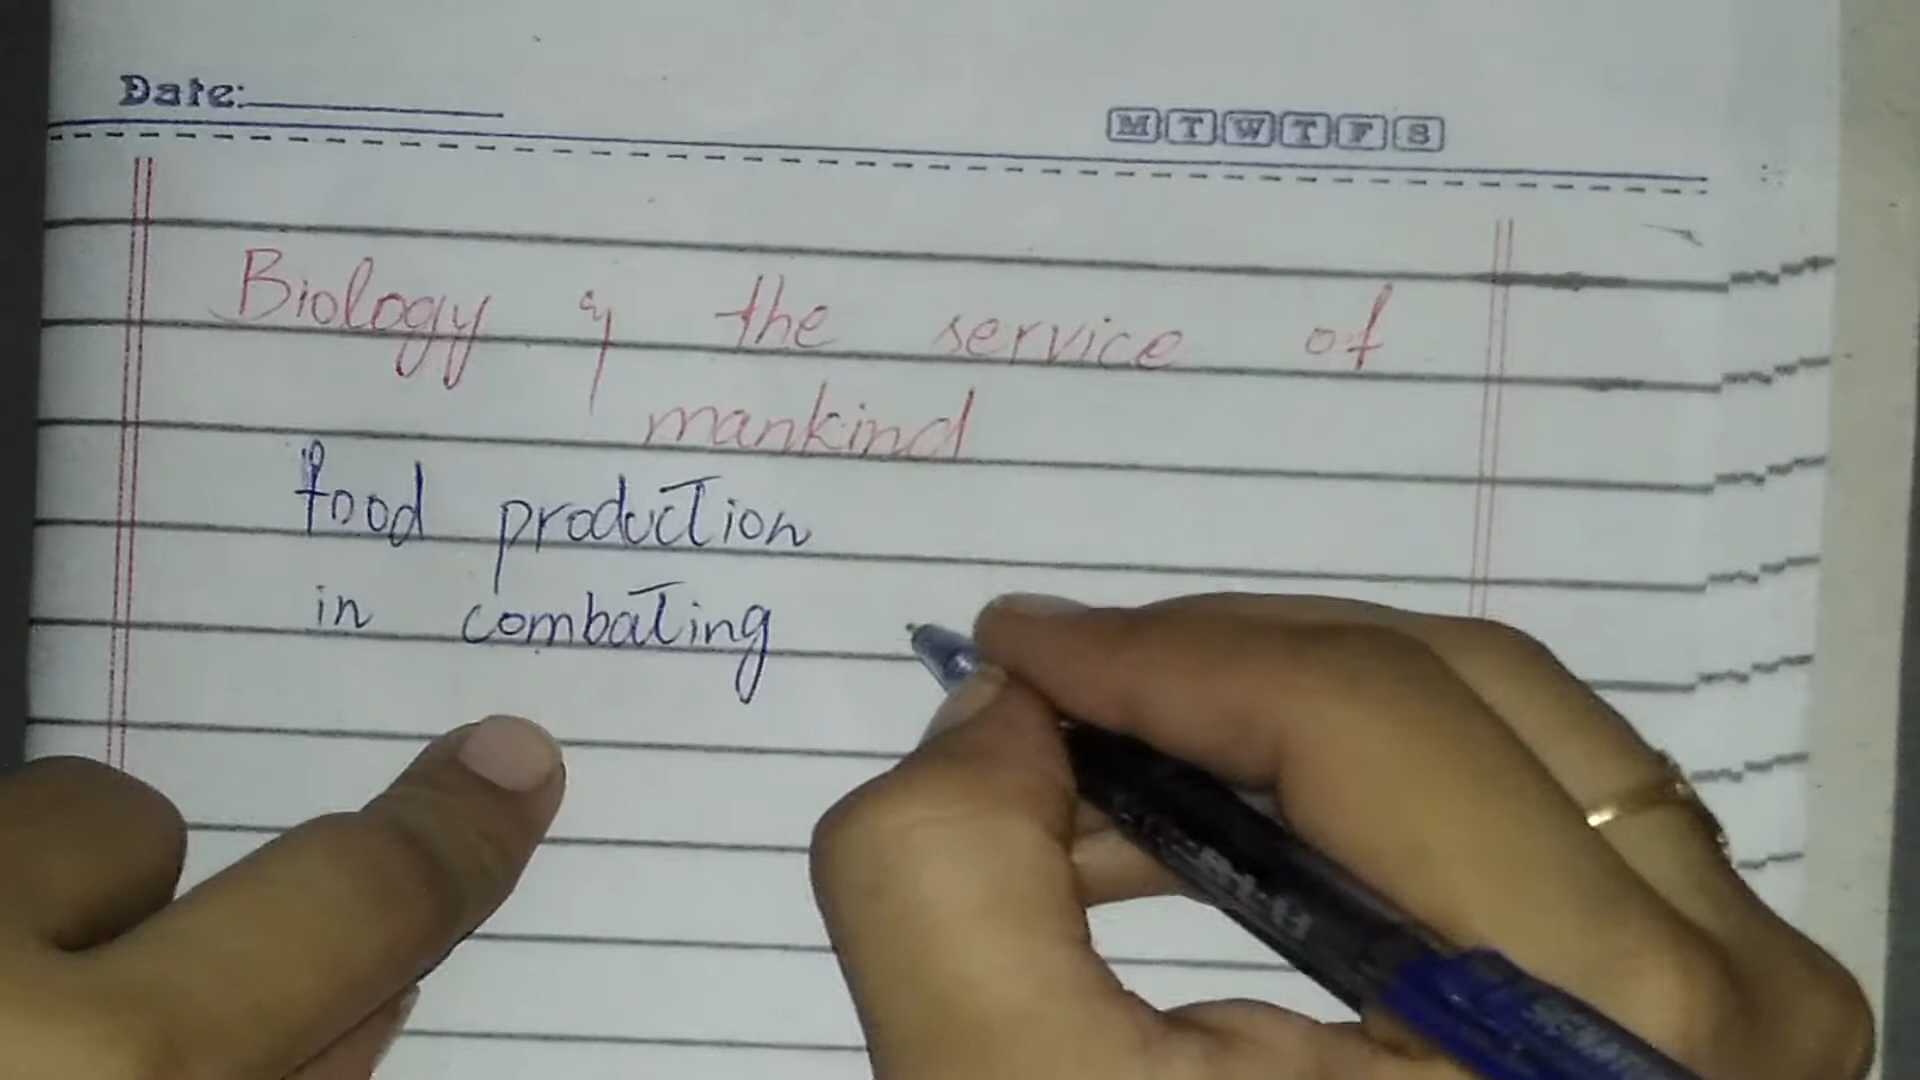 Date:
M T W T F S
Biology & the service of
mankind
food production
in combating